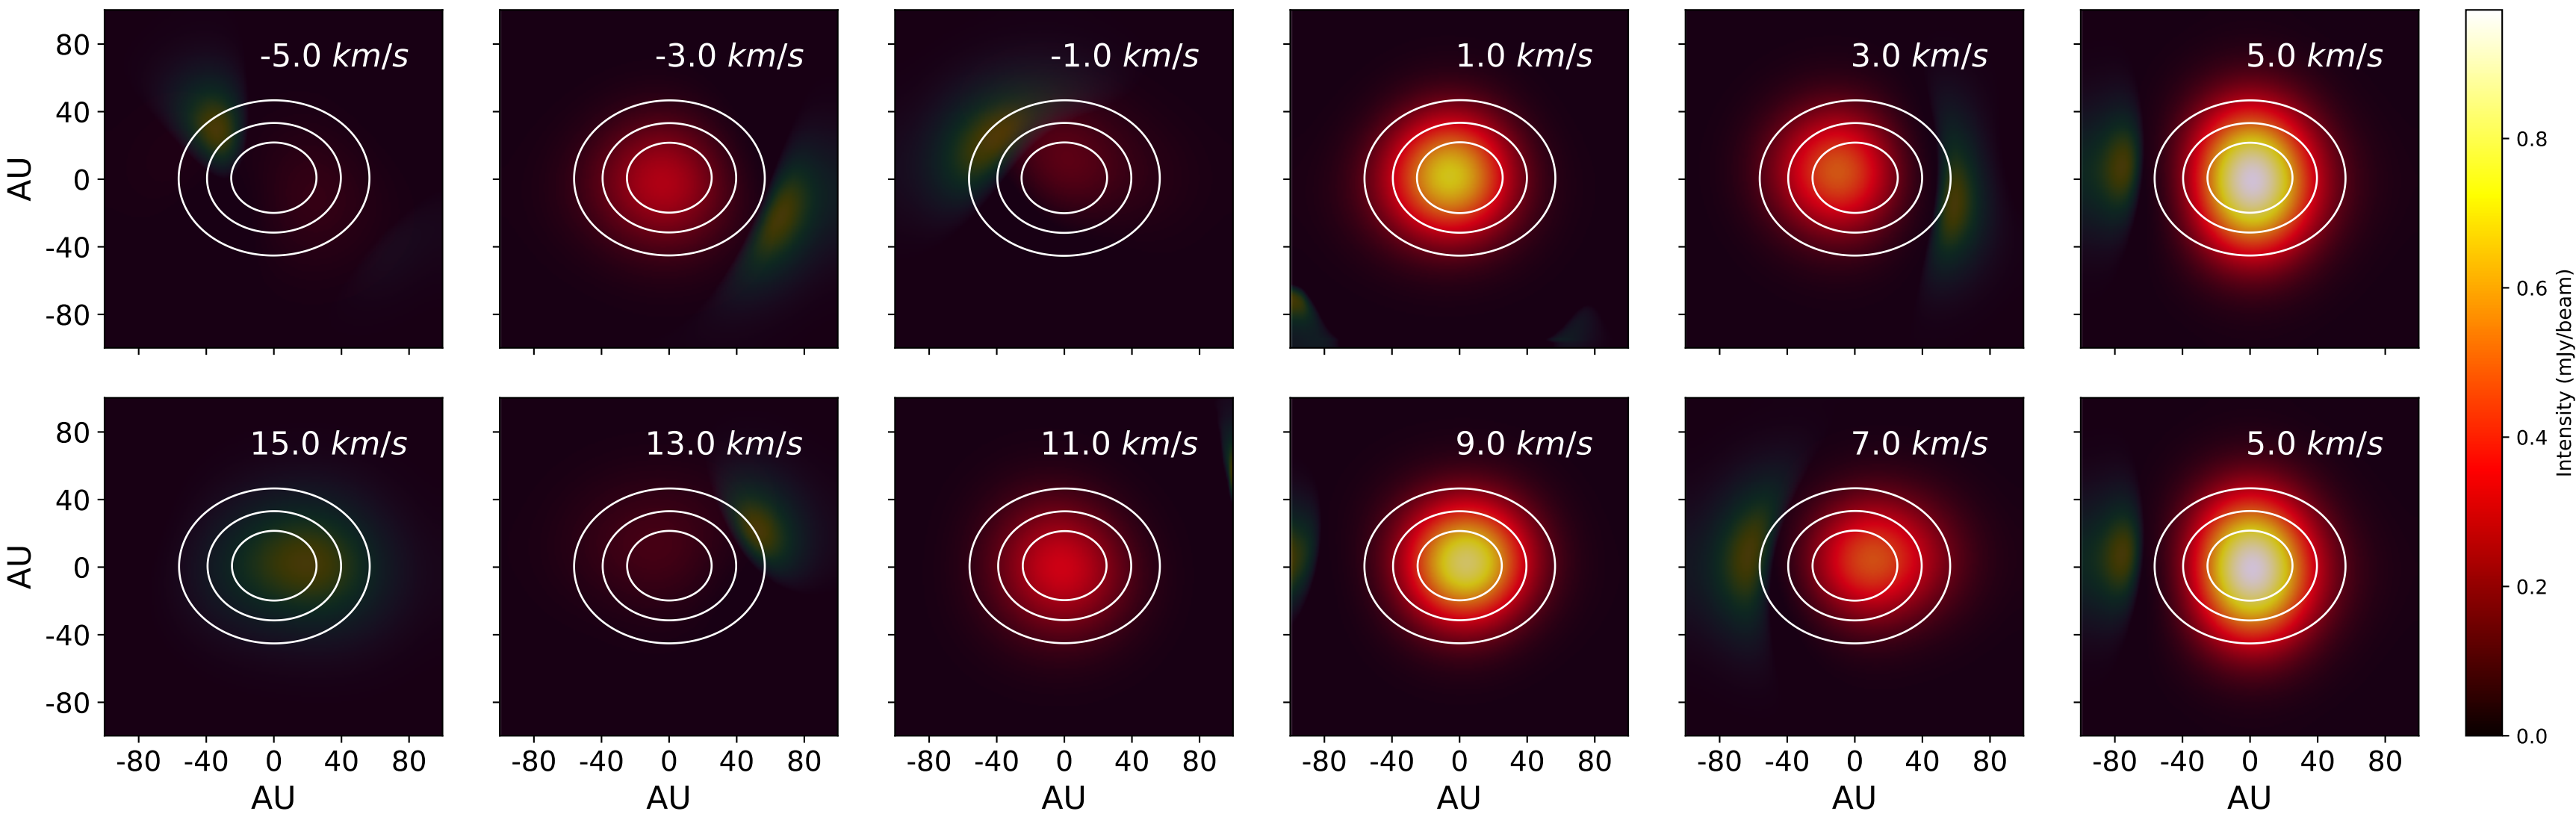 -5.0 km/s
-3.0 km/s
-1.0 km/s
1.0 km/s
3.0 km/s
5.0 km/s
80
40
0
-40
-80
AU
15.0 km/s
13.0 km/s
11.0 km/s
9.0 km/s
7.0 km/s
5.0 km/s
80
40
0
-40
-80
AU
-80 -40 0 40 80
-80 -40 0 40 80
-80 -40 0 40 80
-80 -40 0 40 80
-80 -40 0 40 80
-80 -40 0 40 80
AU
AU
AU
AU
AU
AU
0.8
0.6
0.4
0.2
0.0
Intensity (mJy/beam)